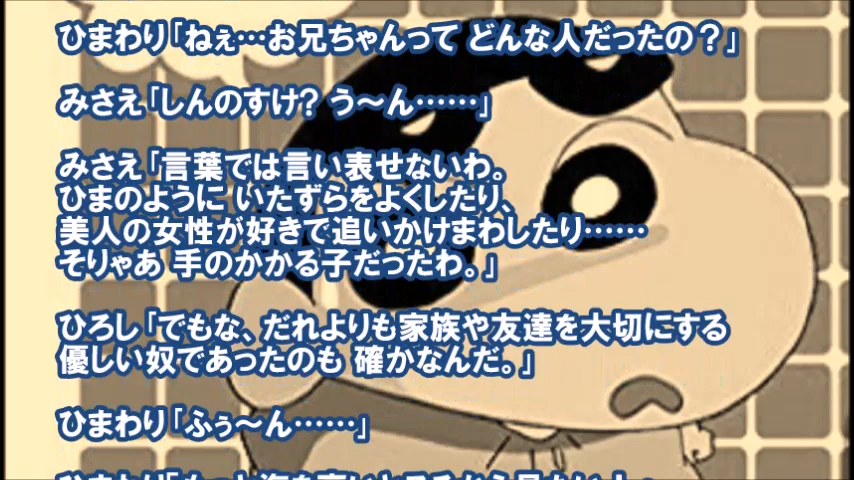 ひまわり「ねぇ…お兄ちゃんって どんな人だったの？」
みさえ「しんのすけ? う～ん……」
みさえ「言葉では言い表せないわ。
ひまのように いたずらをよくしたり、
美人の女性が好きで追いかけまわしたり……
そりゃあ 手のかかる子だったわ。」
ひろし「でもな、だれよりも家族や友達を大切にする
優しい奴であったのも 確かなんだ。」
ひまわり「ふぅ～ん……」